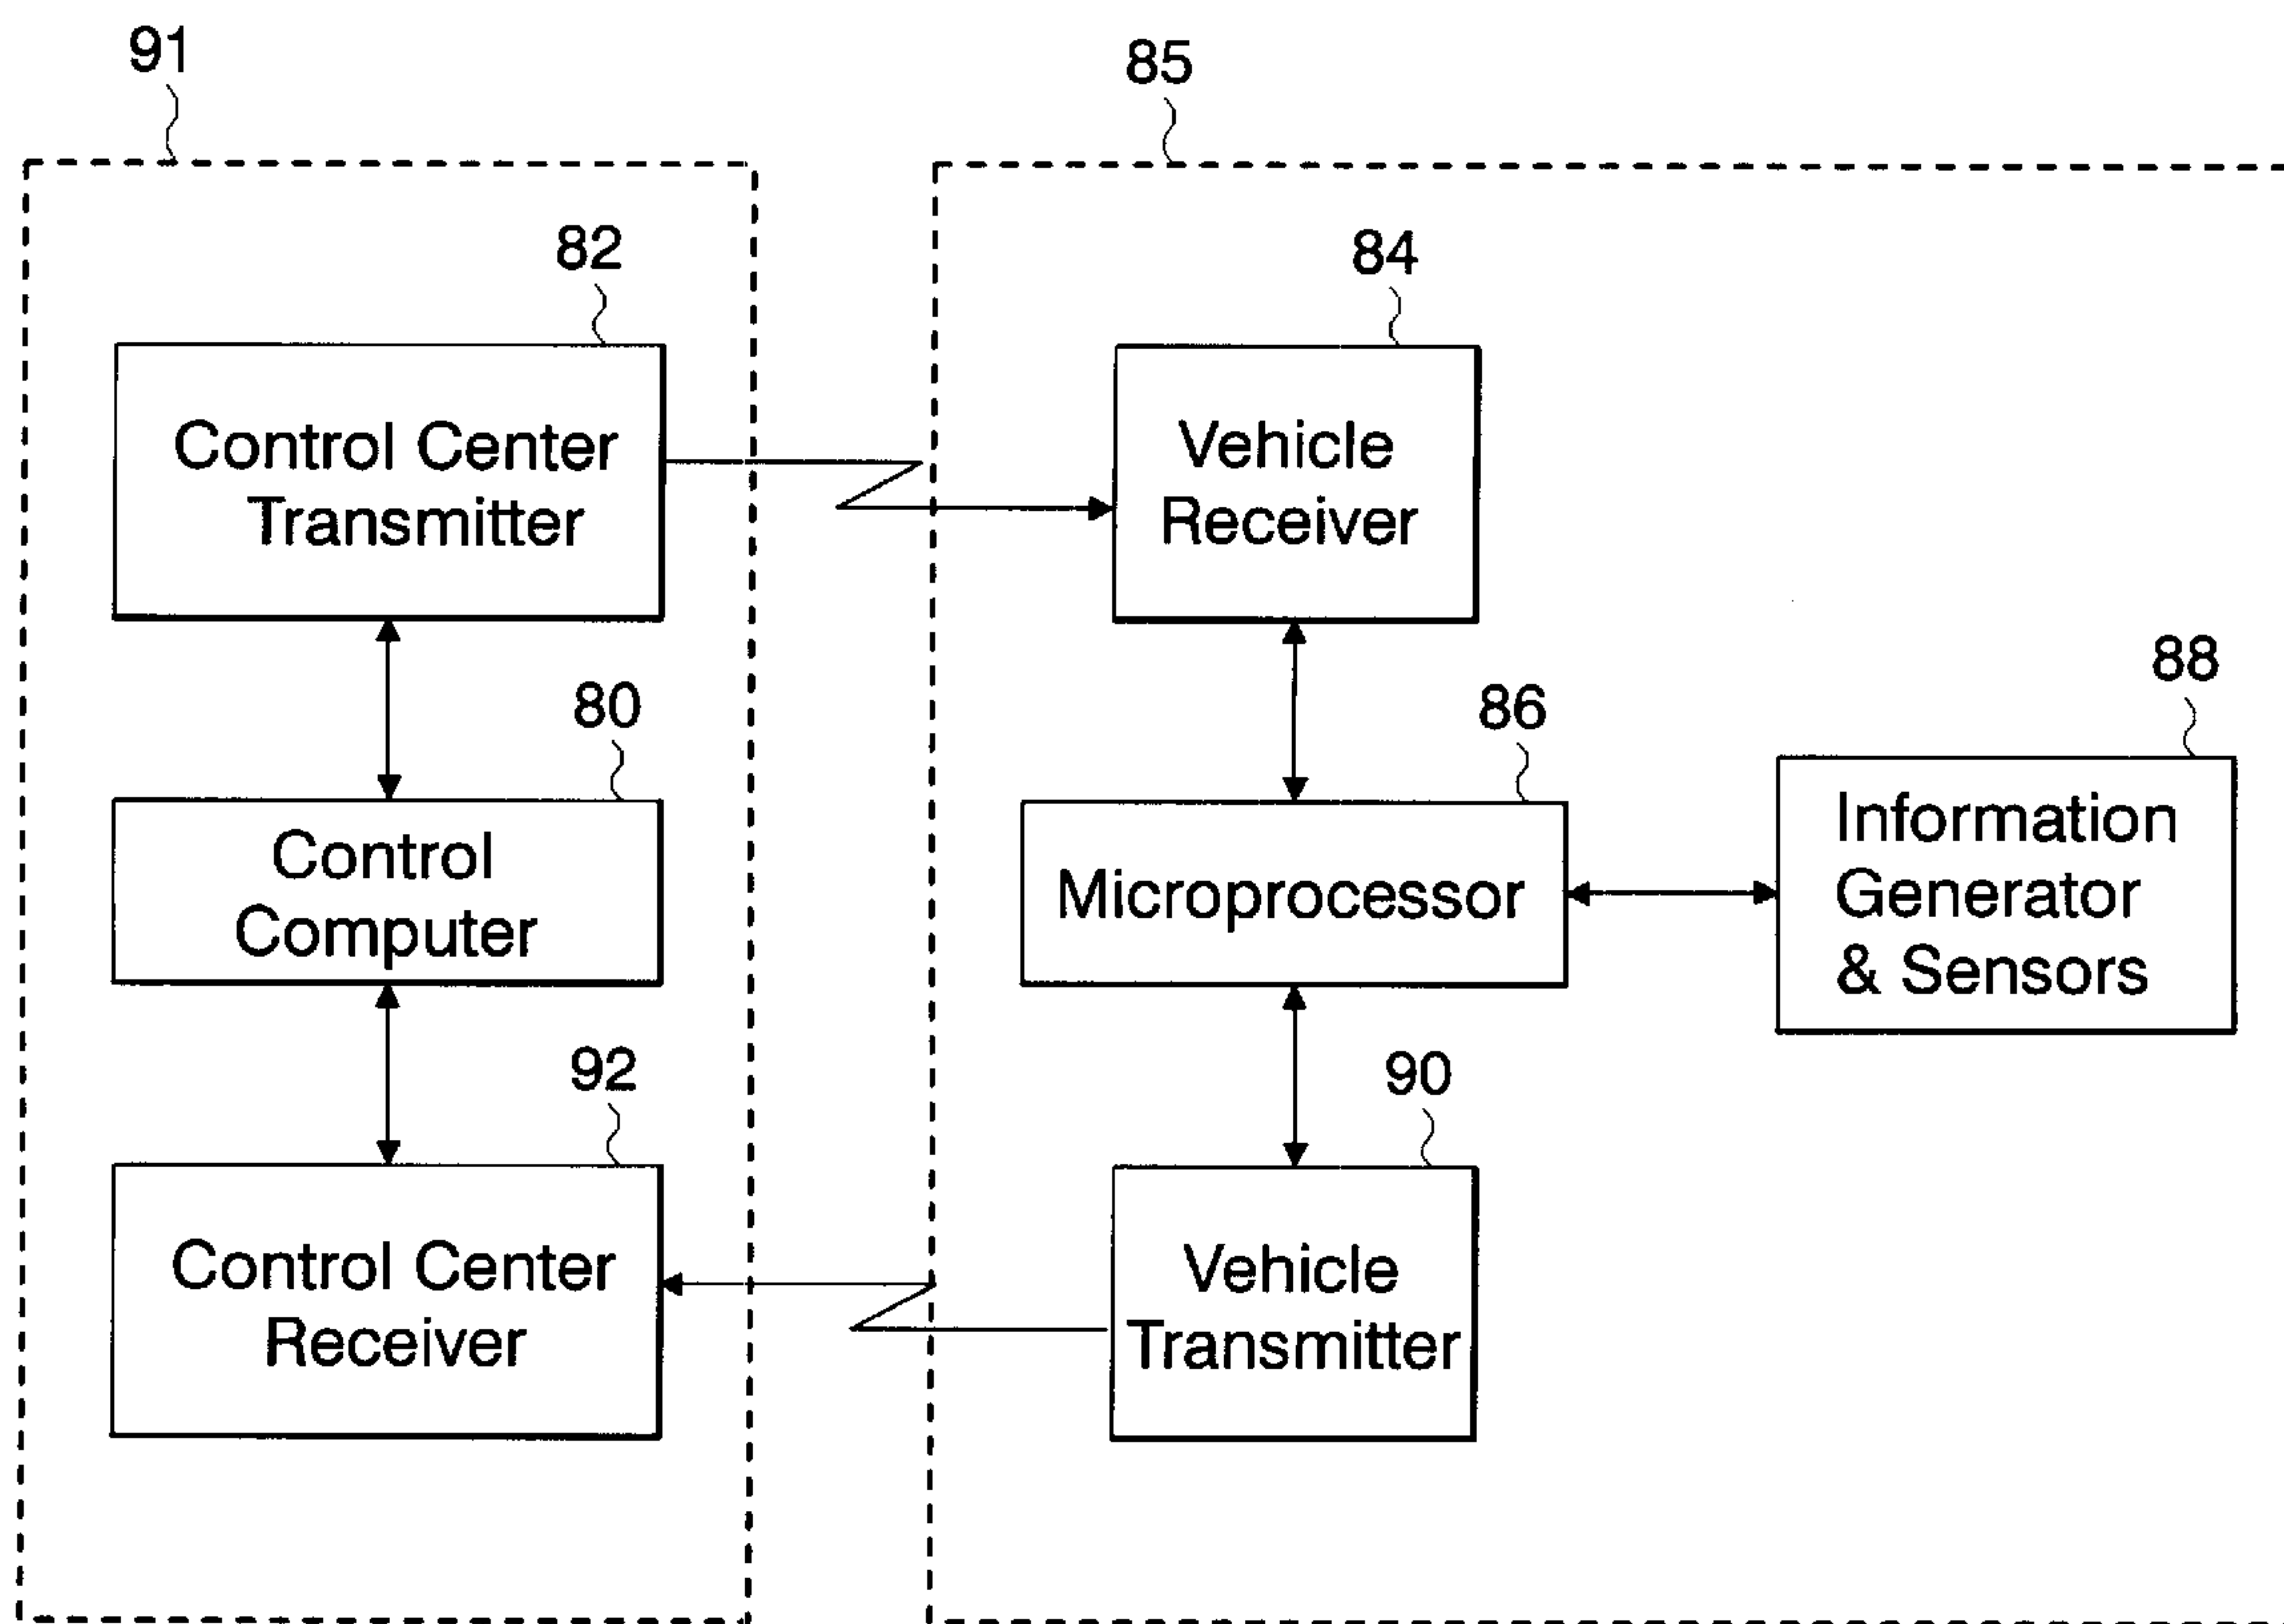 91
85
82
Control Center
Transmitter
84
Vehicle
Receiver
80
Control
Computer
86
Microprocessor
88
Information
Generator
& Sensors
92
Control Center
Receiver
90
Vehicle
Transmitter